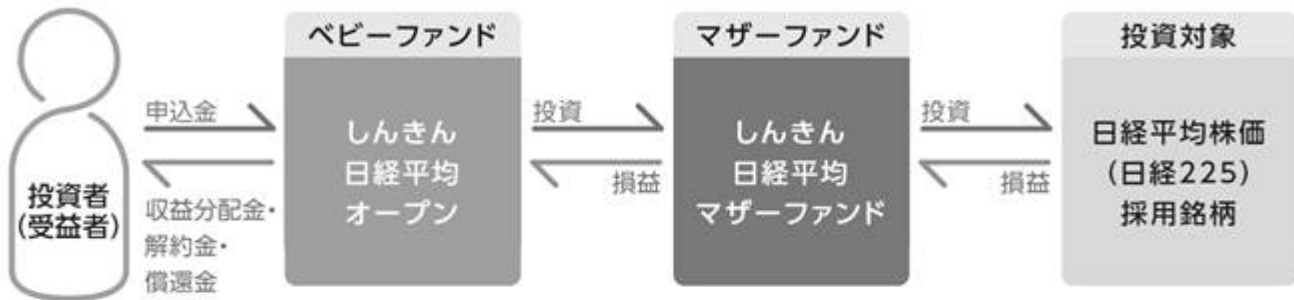 投資者
(受益者)
申込金
収益分配金・
解約金・
償還金
ベビーファンド
しんきん
日経平均
オープン
投資
損益
マザーファンド
しんきん
日経平均
マザーファンド
投資
損益
投資対象
日経平均株価
(日経225)
採用銘柄